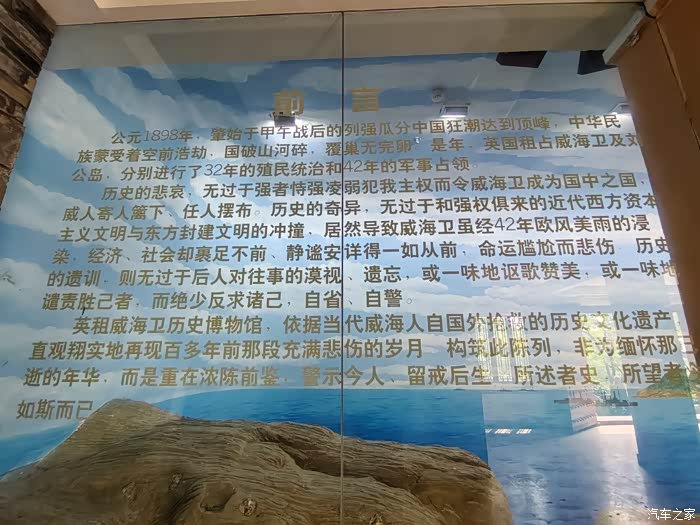 前 言
公元1898年，肇始于甲午战后的列强瓜分中国狂潮达到顶峰，中华民
族蒙受着空前浩劫，国破山河碎，覆巢无完卵。是年，英国租占威海卫及刘
公岛，分别进行了32年的殖民统治和42年的军事占领。
历史的悲哀，无过于强者恃强凌弱犯我主权而令威海卫成为国中之国，
威人寄人篱下，任人摆布。历史的奇异，无过于和强权俱来的近代西方资本
主义文明与东方封建文明的冲撞，居然导致威海卫虽经42年欧风美雨的浸
染，经济、社会却裹足不前、静谧安详得一如从前，命运尴尬而悲伤 历史
的遗训，则无过于后人对往事的漠视、遗忘，或一味地讴歌赞美，或一味地
谴责胜己者，而绝少反求诸己，自省、自警。
英租威海卫历史博物馆，依据当代威海人自国外抢救的历史文化遗产
直观翔实地再现百多年前那段充满悲伤的岁月 构筑此陈列，非为缅怀那已
逝的年华，而是重在浓陈前鉴，警示今人，留戒后生 所述者史 所望者
如斯而已
汽车之家